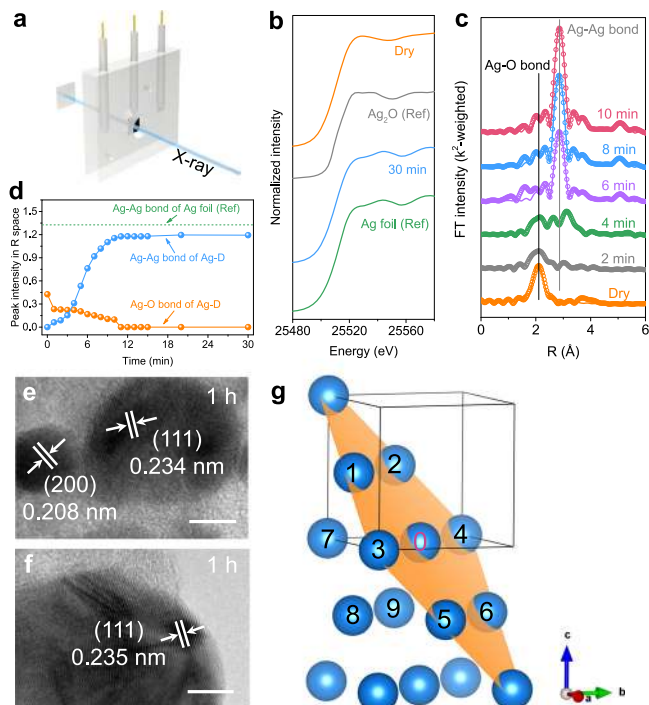 a
X-ray
b
Normalized intensity
Dry
Ag₂O (Ref)
30 min
Ag foil (Ref)
25480 25520 25560
Energy (eV)
c
FT intensity (k²-weighted)
Ag-Ag bond
Ag-O bond
10 min
8 min
6 min
4 min
2 min
Dry
0 2 4 6 8
R (Å)
d
Peak intensity in R space
1.5
1.2
0.9
0.6
0.3
0.0
Ag-Ag bond of Ag foil (Ref)
Ag-Ag bond of Ag-D
Ag-O bond of Ag-D
0 6 12 18 24 30
Time (min)
e
1 h
(111)
0.234 nm
(200)
0.208 nm
f
1 h
(111)
0.235 nm
g
1 2
7 3 0 4
8 9 5 6
c
a b